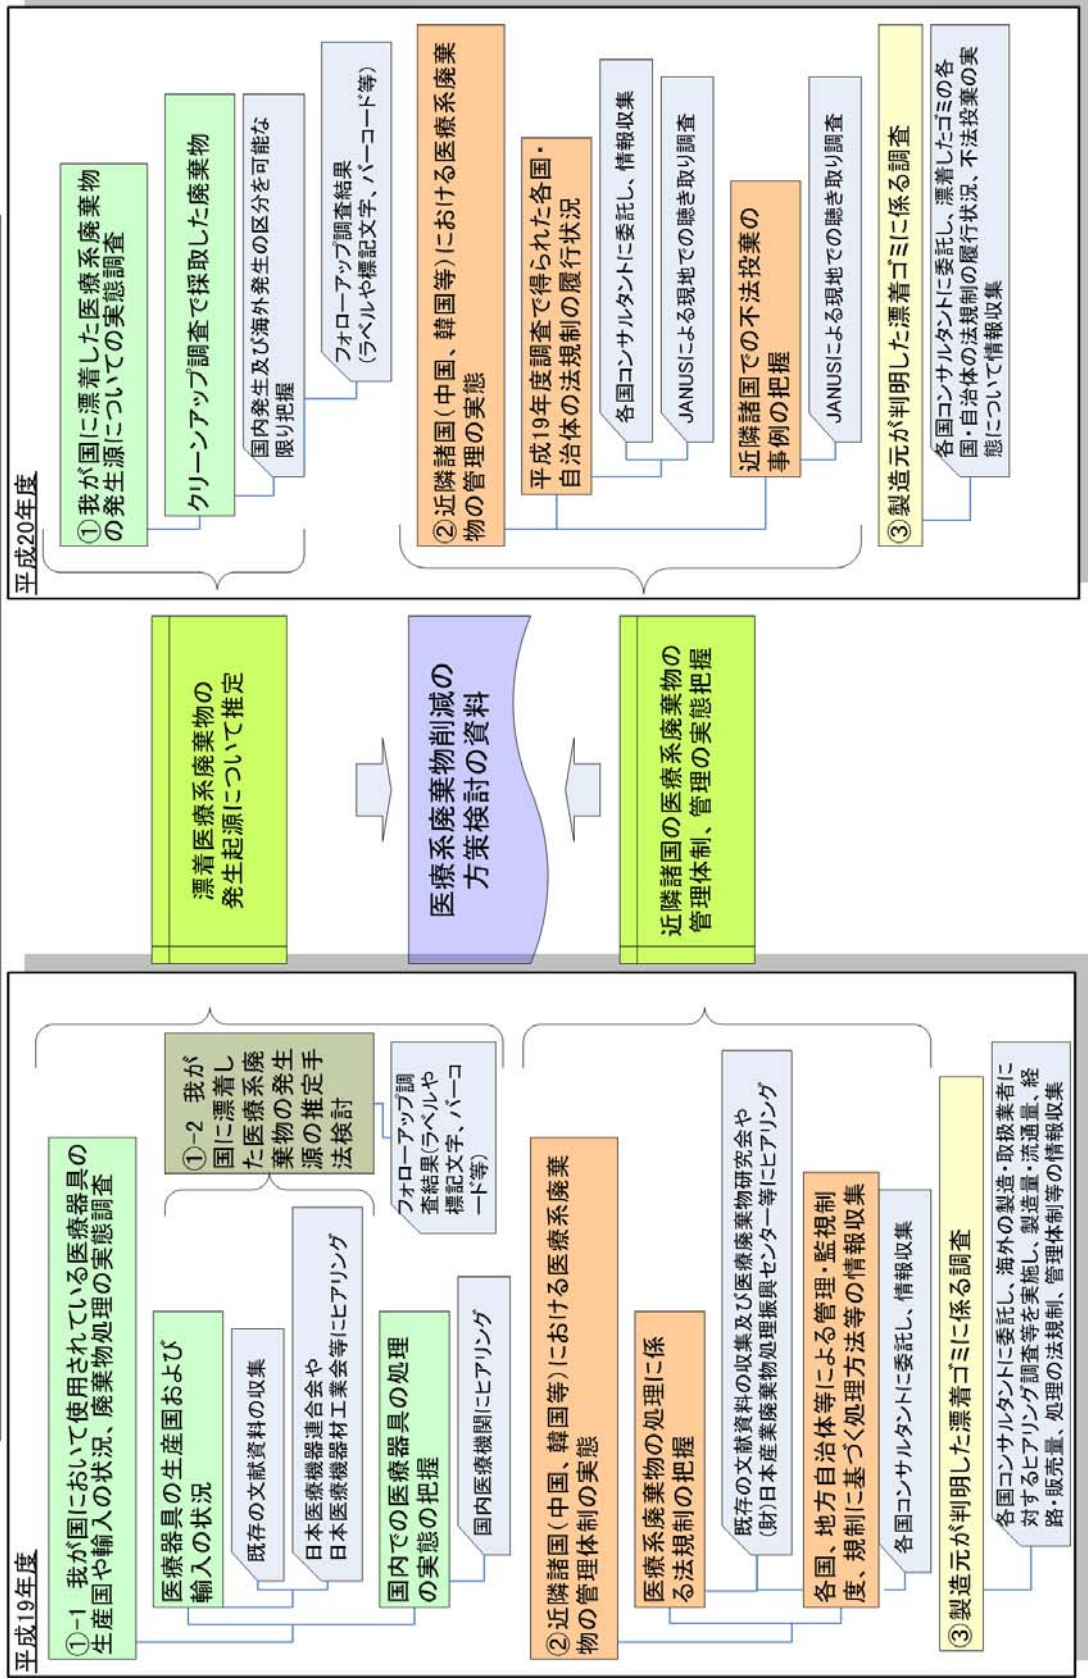 平成19年度
①-1 我が国において使用されている医療器具の
生産国や輸入の状況、廃棄物処理の実態調査
医療器具の生産国および
輸入の状況
既存の文献資料の収集
日本医療機器連合会や
日本医療機器材工業会等にヒアリング
国内での医療器具の処理
の実態の把握
国内医療機関にヒアリング
①-2 我が
国に漂着し
た医療系廃
棄物の発生
源の推定手
法検討
フォローアップ調
査結果(ラベルや
標記文字、バーコ
ード等)
②近隣諸国(中国、韓国等)における医療系廃棄
物の管理体制の実態
医療系廃棄物の処理に係
る法規制の把握
既存の文献資料の収集及び医療廃棄物研究会や
(財)日本産業廃棄物処理振興センター等にヒアリング
各国、地方自治体等による管理・監視制
度、規制に基づく処理方法等の情報収集
各国コンサルタントに委託し、情報収集
③製造元が判明した漂着ゴミに係る調査
各国コンサルタントに委託し、海外の製造・取扱業者に
対するヒアリング調査等を実施し、製造量・流通量、経
路・販売量、処理の法規制、管理体制等の情報収集
漂着医療系廃棄物の
発生起源について推定
医療系廃棄物削減の
方策検討の資料
近隣諸国の医療系廃棄物の
管理体制、管理の実態把握
平成20年度
①我が国に漂着した医療系廃棄物
の発生源についての実態調査
クリーンアップ調査で採取した廃棄物
国内発生及び海外発生の区分を可能な
限り把握
フォローアップ調査結果
(ラベルや標記文字、バーコード等)
②近隣諸国(中国、韓国等)における医療系廃棄
物の管理の実態
平成19年度調査で得られた各国・
自治体の法規制の履行状況
各国コンサルタントに委託し、情報収集
JANUSによる現地での聴き取り調査
近隣諸国での不法投棄の
事例の把握
JANUSによる現地での聴き取り調査
③製造元が判明した漂着ゴミに係る調査
各国コンサルタントに委託し、漂着したゴミの各
国・自治体の法規制の履行状況、不法投棄の実
態について情報収集